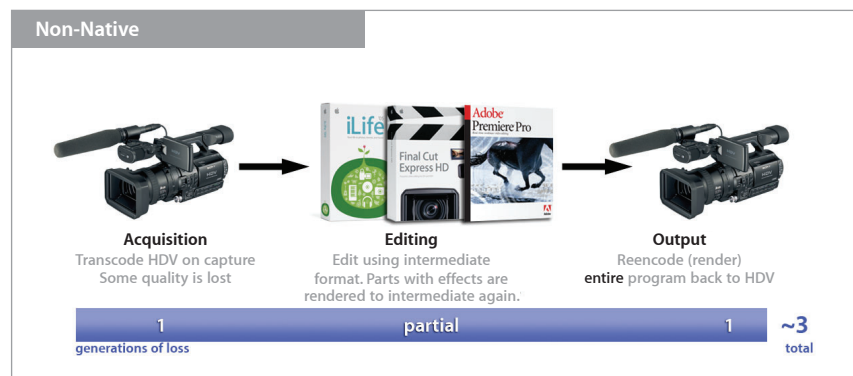 Non-Native
iLife
Final Cut
Express HD
Adobe
Premiere Pro
Acquisition
Transcode HDV on capture
Some quality is lost
Editing
Edit using intermediate
format. Parts with effects are
rendered to intermediate again.
Output
Reencode (render)
entire program back to HDV
1
partial
1
~3
generations of loss
total